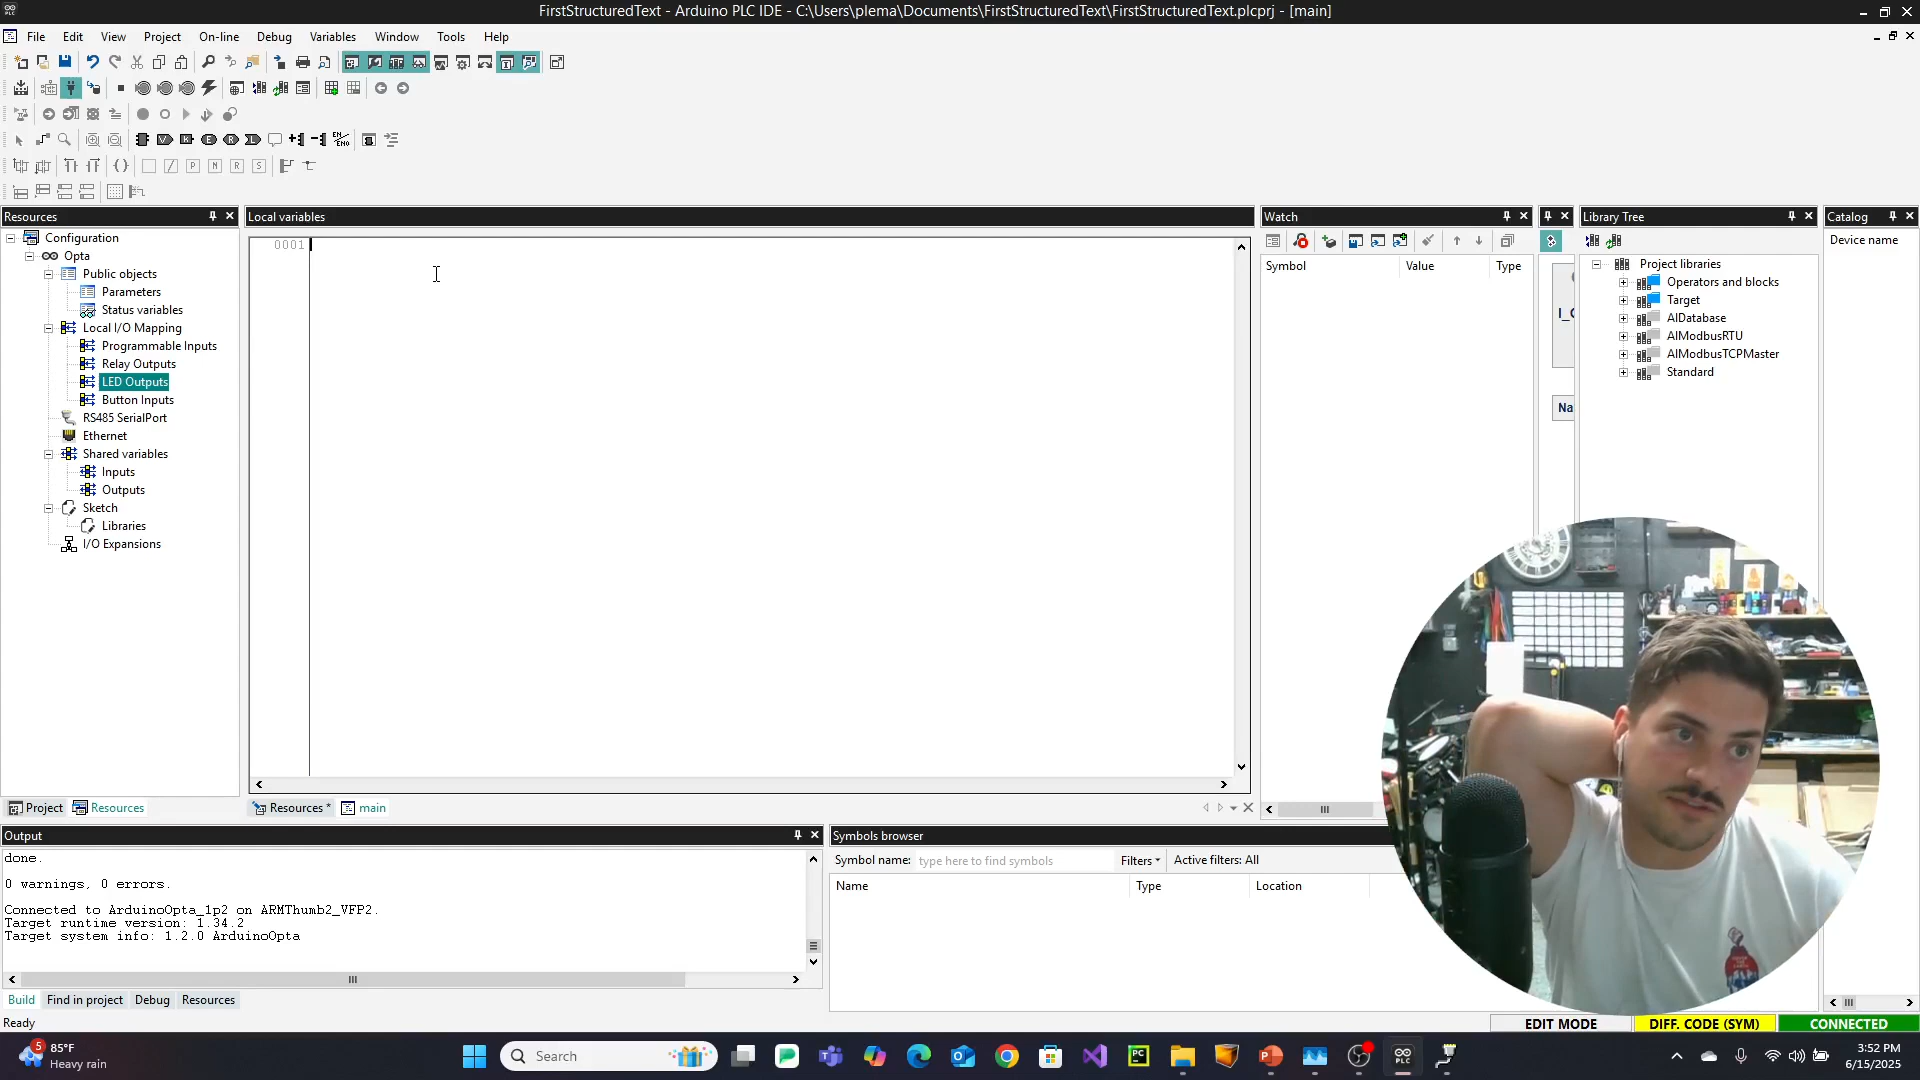 FirstStructuredText - Arduino PLC IDE - C:\Users\plema\Documents\FirstStructuredText\FirstStructuredText.plcprj - [main]
File Edit View Project On-line Debug Variables Window Tools Help
Resources
Configuration
Opta
Public objects
Parameters
Status variables
Local I/O Mapping
Programmable Inputs
Relay Outputs
LED Outputs
Button Inputs
RS485 SerialPort
Ethernet
Shared variables
Inputs
Outputs
Sketch
Libraries
I/O Expansions
Project Resources
Local variables
0001
Resources * main
Watch
Symbol Value Type
Na
Library Tree
Project libraries
Operators and blocks
Target
AlDatabase
AlModbusRTU
AlModbusTCPMaster
Standard
Catalog
Device name
Output
done.
0 warnings, 0 errors.
Connected to ArduinoOpta_1p2 on ARMThumb2_VFP2.
Target runtime version: 1.34.2
Target system info: 1.2.0 ArduinoOpta
Build Find in project Debug Resources
Symbols browser
Symbol name: type here to find symbols Filters Active filters: All
Name Type Location
Ready
EDIT MODE DIFF. CODE (SYM) CONNECTED
5 85°F
Heavy rain
Search
3:52 PM
6/15/2025